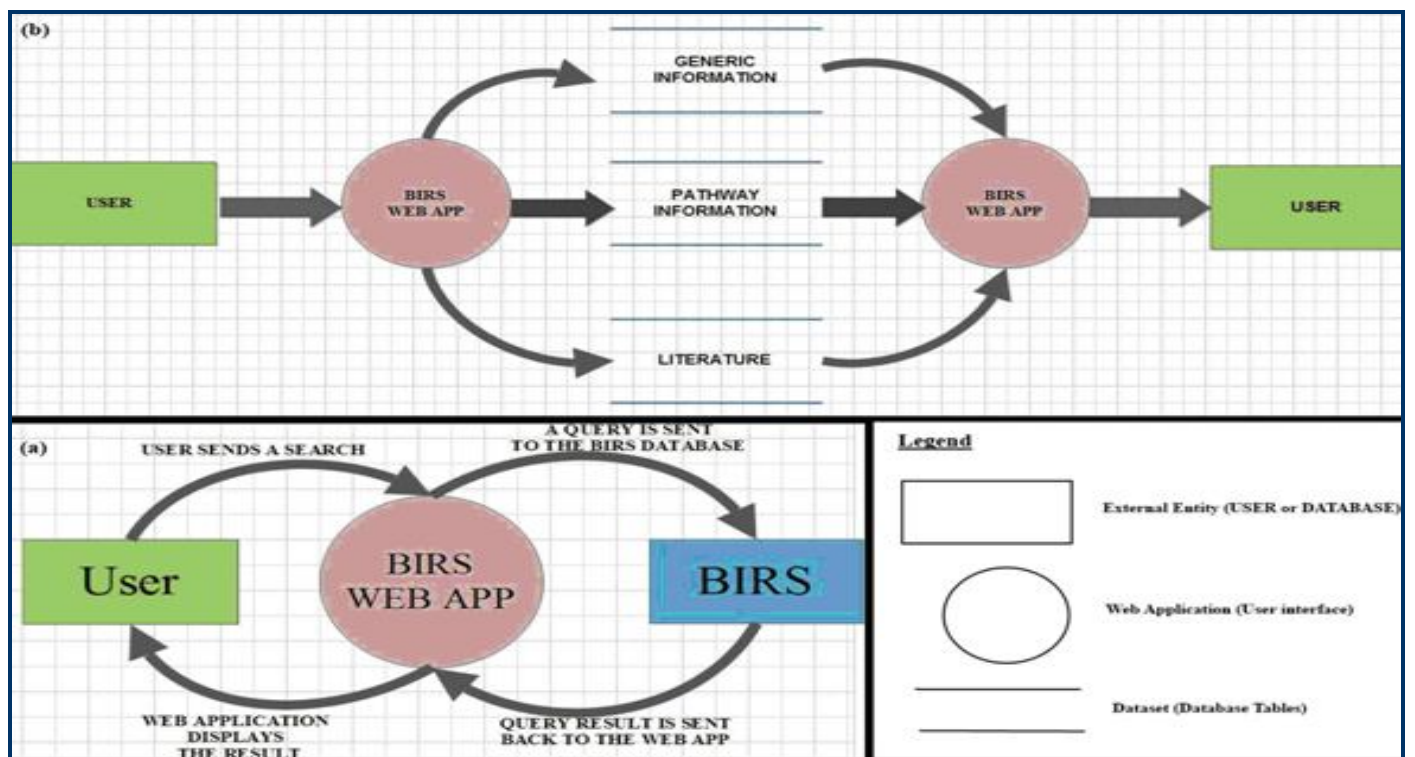 (b)
GENERIC
INFORMATION
USER
BIRS
WEB APP
PATHWAY
INFORMATION
BIRS
WEB APP
USER
LITERATURE
(a)
USER SENDS A SEARCH
A QUERY IS SENT
TO THE BIRS DATABASE
User
BIRS
WEB APP
BIRS
WEB APPLICATION
DISPLAYS
THE RESULT
QUERY RESULT IS SENT
BACK TO THE WEB APP
Legend
External Entity (USER or DATABASE)
Web Application (User interface)
Dataset (Database Tables)